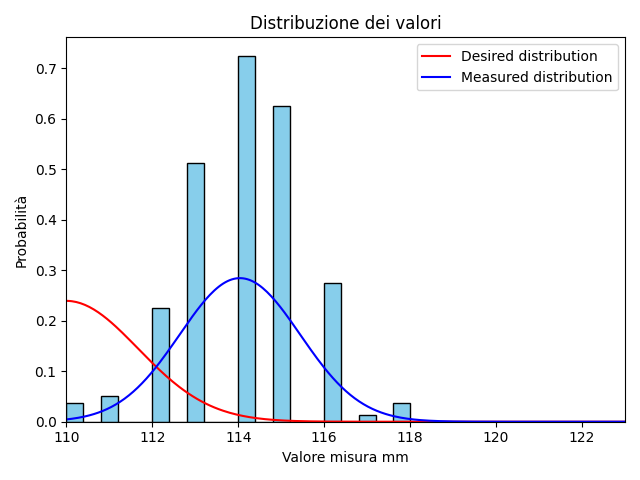 Distribuzione dei valori
Desired distribution
Measured distribution
Probabilità
0.7
0.6
0.5
0.4
0.3
0.2
0.1
0.0
110 112 114 116 118 120 122
Valore misura mm